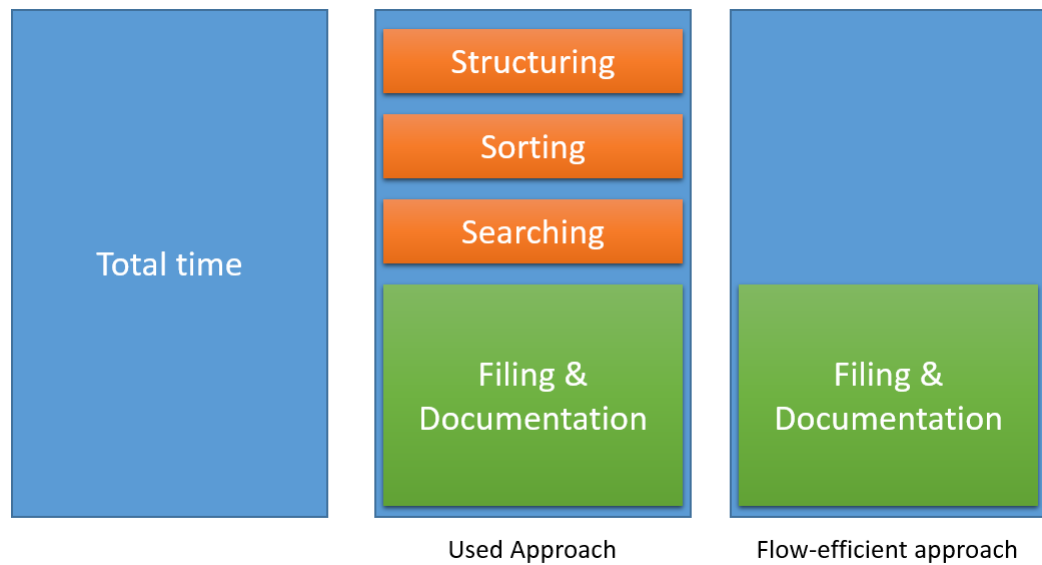 Total time
Structuring
Sorting
Searching
Filing &
Documentation
Used Approach
Filing &
Documentation
Flow-efficient approach